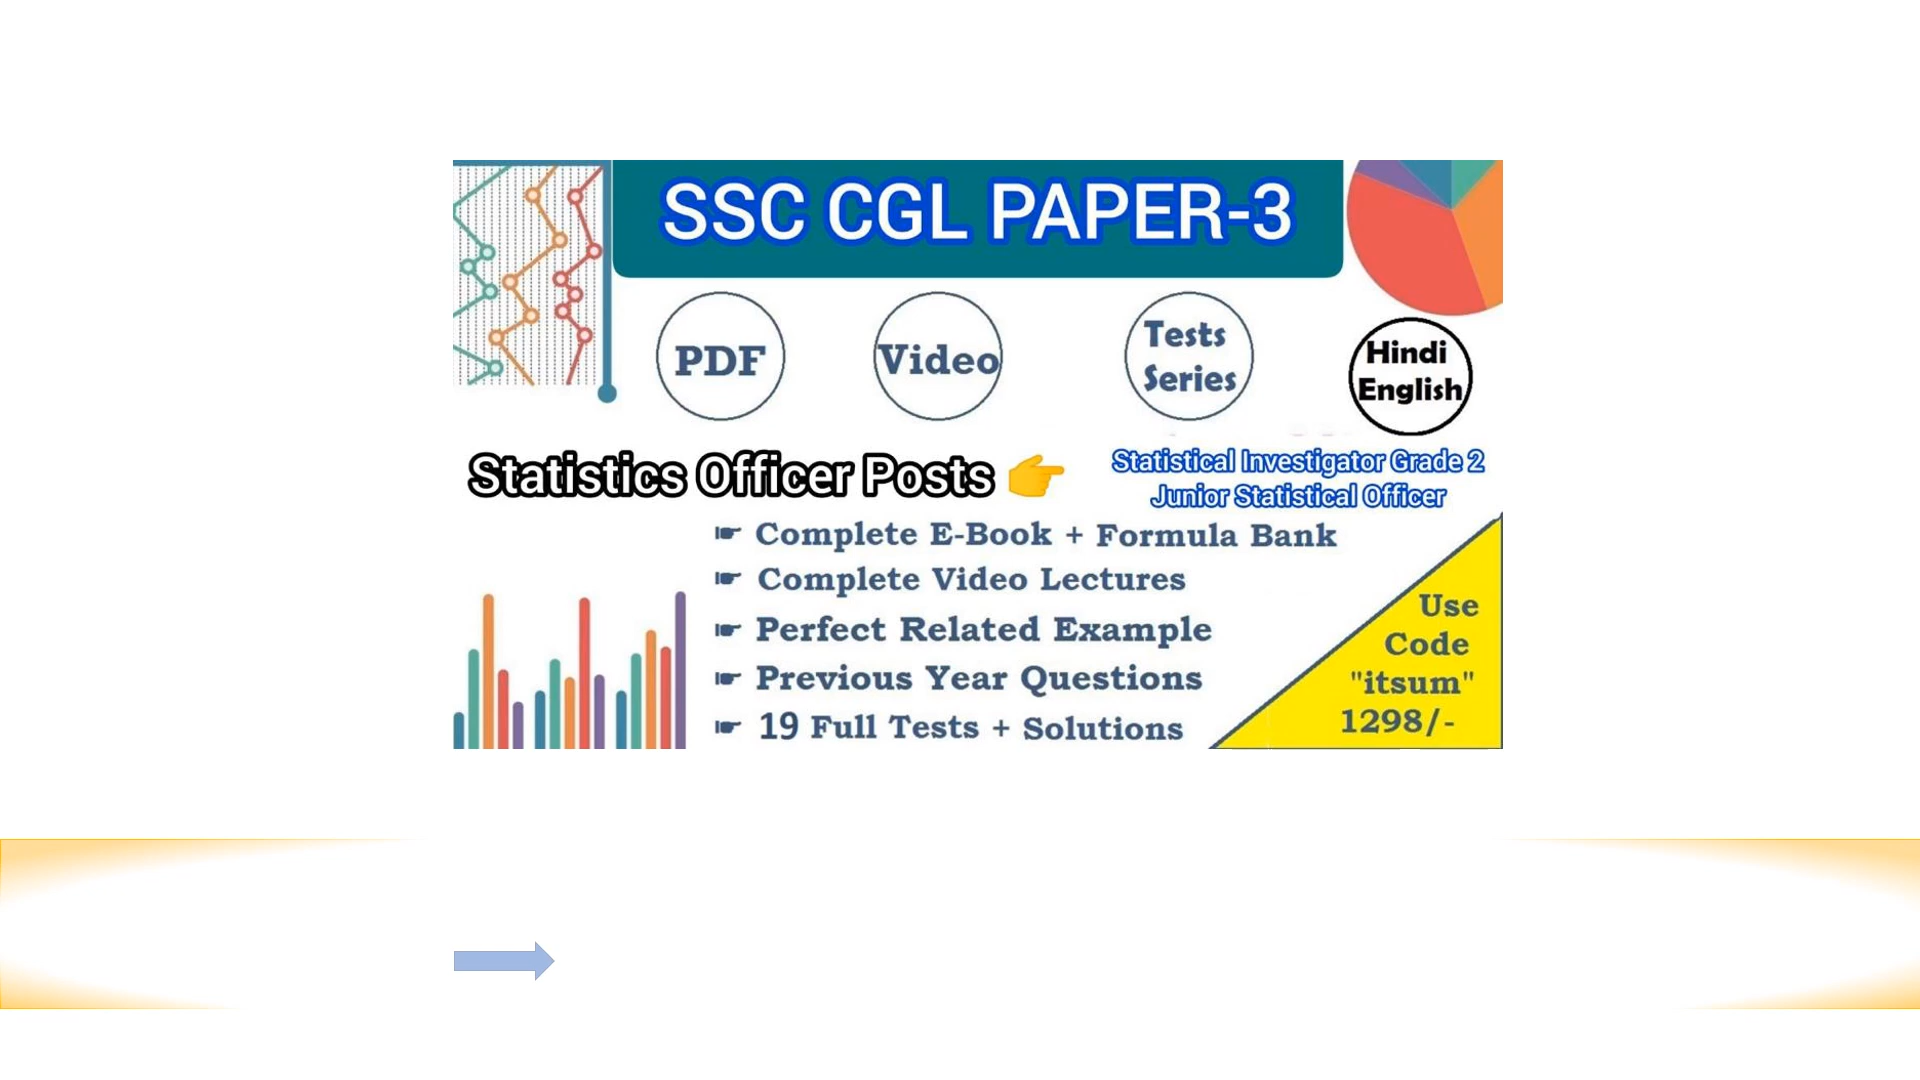 SSC CGL PAPER-3
PDF
Video
Tests
Series
Hindi
English
Statistics Officer Posts 👉
Statistical Investigator Grade 2
Junior Statistical Officer
☛ Complete E-Book + Formula Bank
☛ Complete Video Lectures
☛ Perfect Related Example
☛ Previous Year Questions
☛ 19 Full Tests + Solutions
Use
Code
"itsum"
1298/-